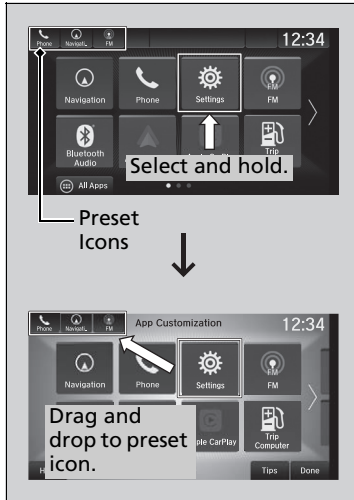 Phone Navigati.. FM 12:34
Navigation Phone Settings FM
Bluetooth
Audio
Trip
Select and hold.
All Apps
Preset
Icons
Phone Navigati.. FM App Customization 12:34
Navigation Phone Settings FM
ple CarPlay Trip
Computer
Drag and
drop to preset
icon.
H Tips Done